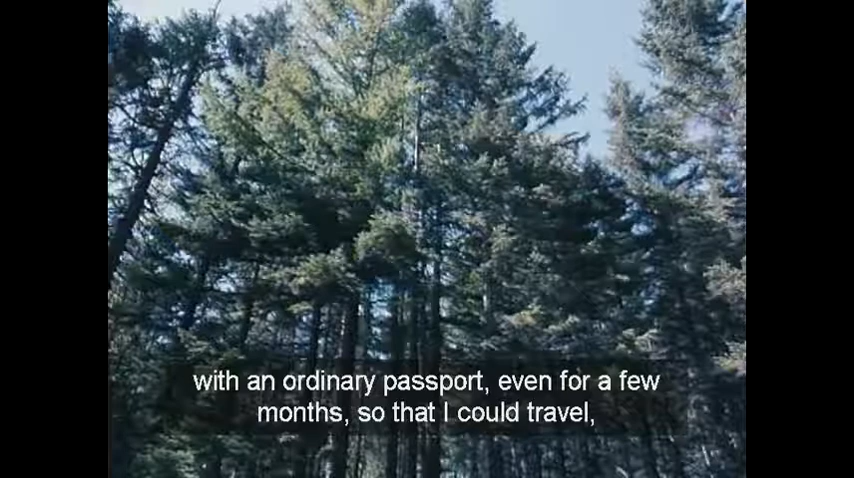 with an ordinary passport, even for a few
months, so that I could travel,